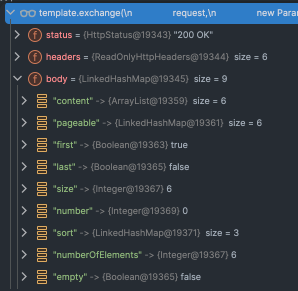 template.exchange(\n request,\n new Paran
status = {HttpStatus@19343} "200 OK"
headers = {ReadOnlyHttpHeaders@19344} size = 6
body = {LinkedHashMap@19345} size = 9
"content" -> {ArrayList@19359} size = 6
"pageable" -> {LinkedHashMap@19361} size = 6
"first" -> {Boolean@19363} true
"last" -> {Boolean@19365} false
"size" -> {Integer@19367} 6
"number" -> {Integer@19369} 0
"sort" -> {LinkedHashMap@19371} size = 3
"numberOfElements" -> {Integer@19367} 6
"empty" -> {Boolean@19365} false